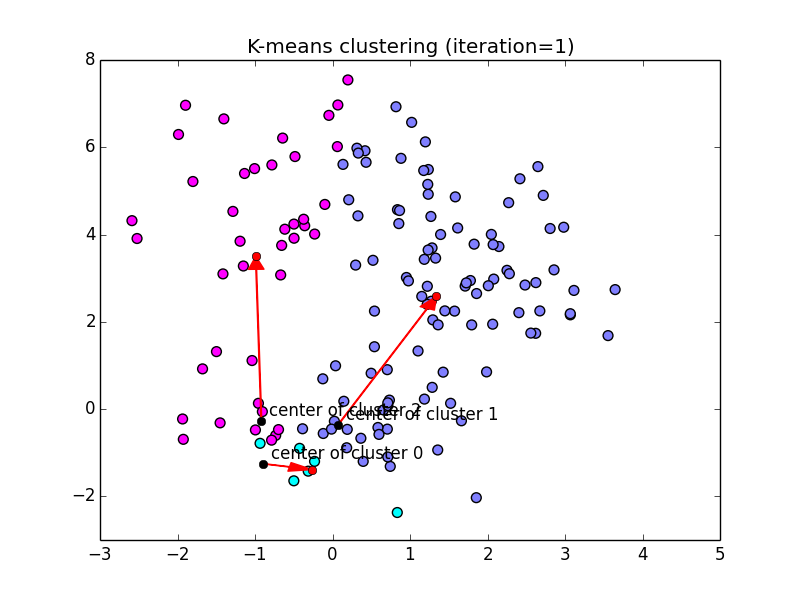 K-means clustering (iteration=1)
8
6
4
2
0
−2
center of cluster 2
center of cluster 1
center of cluster 0
−3 −2 −1 0 1 2 3 4 5